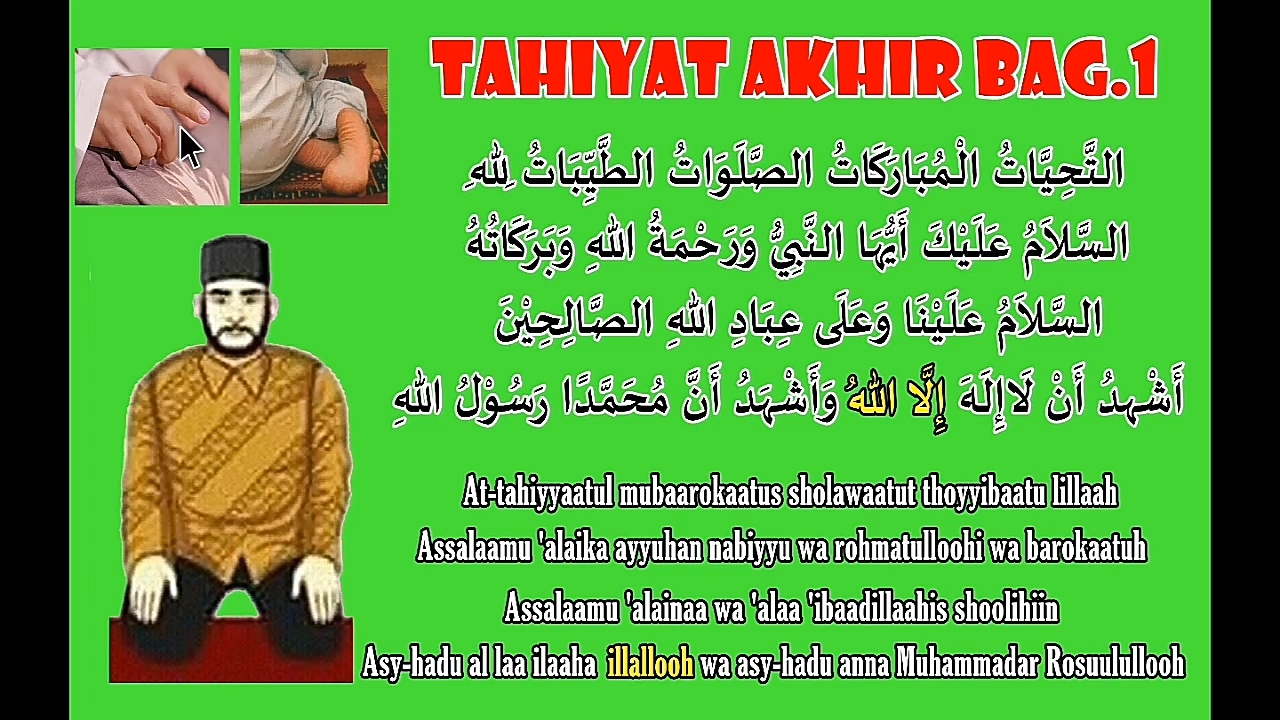 TAHIYAT AKHIR BAG.1
التَّحِيَّاتُ الْمُبَارَكَاتُ الصَّلَوَاتُ الطَّيِّبَاتُ لِلّٰهِ
السَّلاَمُ عَلَيْكَ أَيُّهَا النَّبِيُّ وَرَحْمَةُ اللهِ وَبَرَكَاتُهُ
السَّلاَمُ عَلَيْنَا وَعَلَى عِبَادِ اللهِ الصَّالِحِيْنَ
أَشْهدُ أَنْ لَاإِلَهَ إِلَّا اللهُ وَأَشْهَدُ أَنَّ مُحَمَّدًا رَسُوْلُ اللهِ
At-tahiyyaatul mubaarokaatus sholawaatut thoyyibaatu lillaah
Assalaamu 'alaika ayyuhan nabiyyu wa rohmatulloohi wa barokaatuh
Assalaamu 'alainaa wa 'alaa 'ibaadillaahis shoolihiin
Asy-hadu al laa ilaaha illallooh wa asy-hadu anna Muhammadar Rosuulullooh